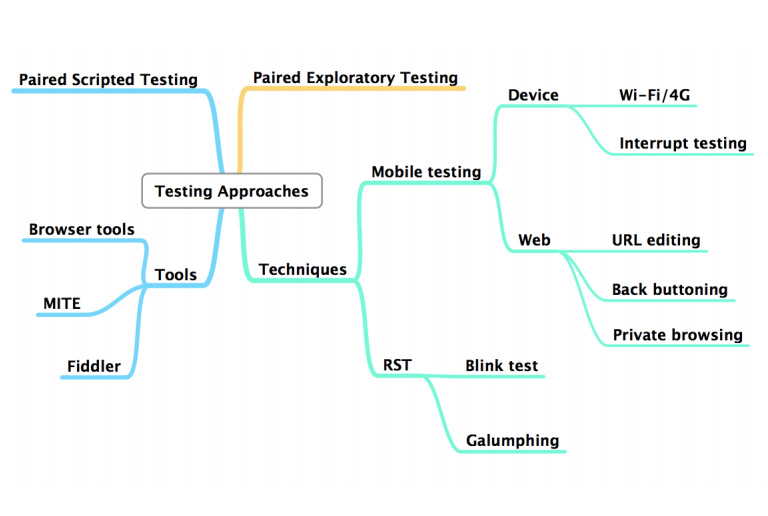 Paired Scripted Testing
Paired Exploratory Testing
Device
Wi-Fi/4G
Interrupt testing
Mobile testing
Testing Approaches
Browser tools
Web
URL editing
Techniques
Tools
Back buttoning
MITE
Private browsing
Fiddler
RST
Blink test
Galumphing